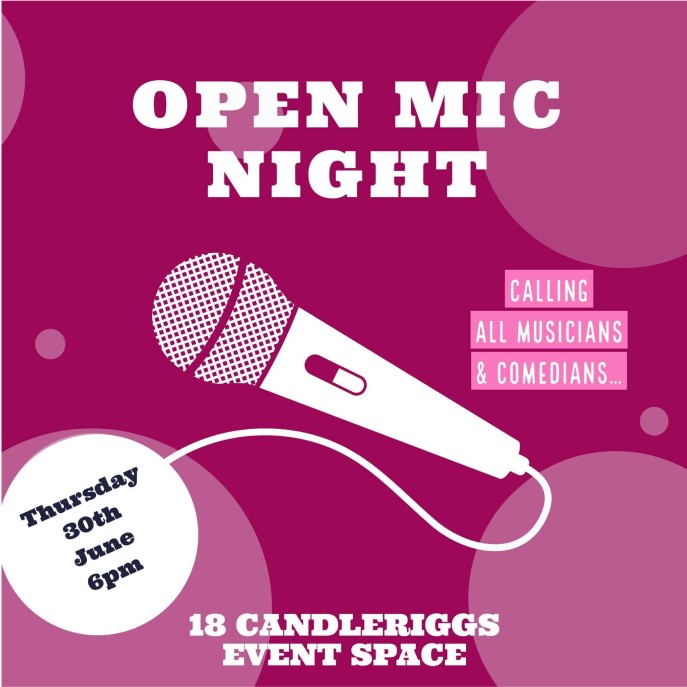 OPEN MIC
NIGHT
CALLING
ALL MUSICIANS
& COMEDIANS...
Thursday
30th
June
6pm
18 CANDLERIGGS
EVENT SPACE